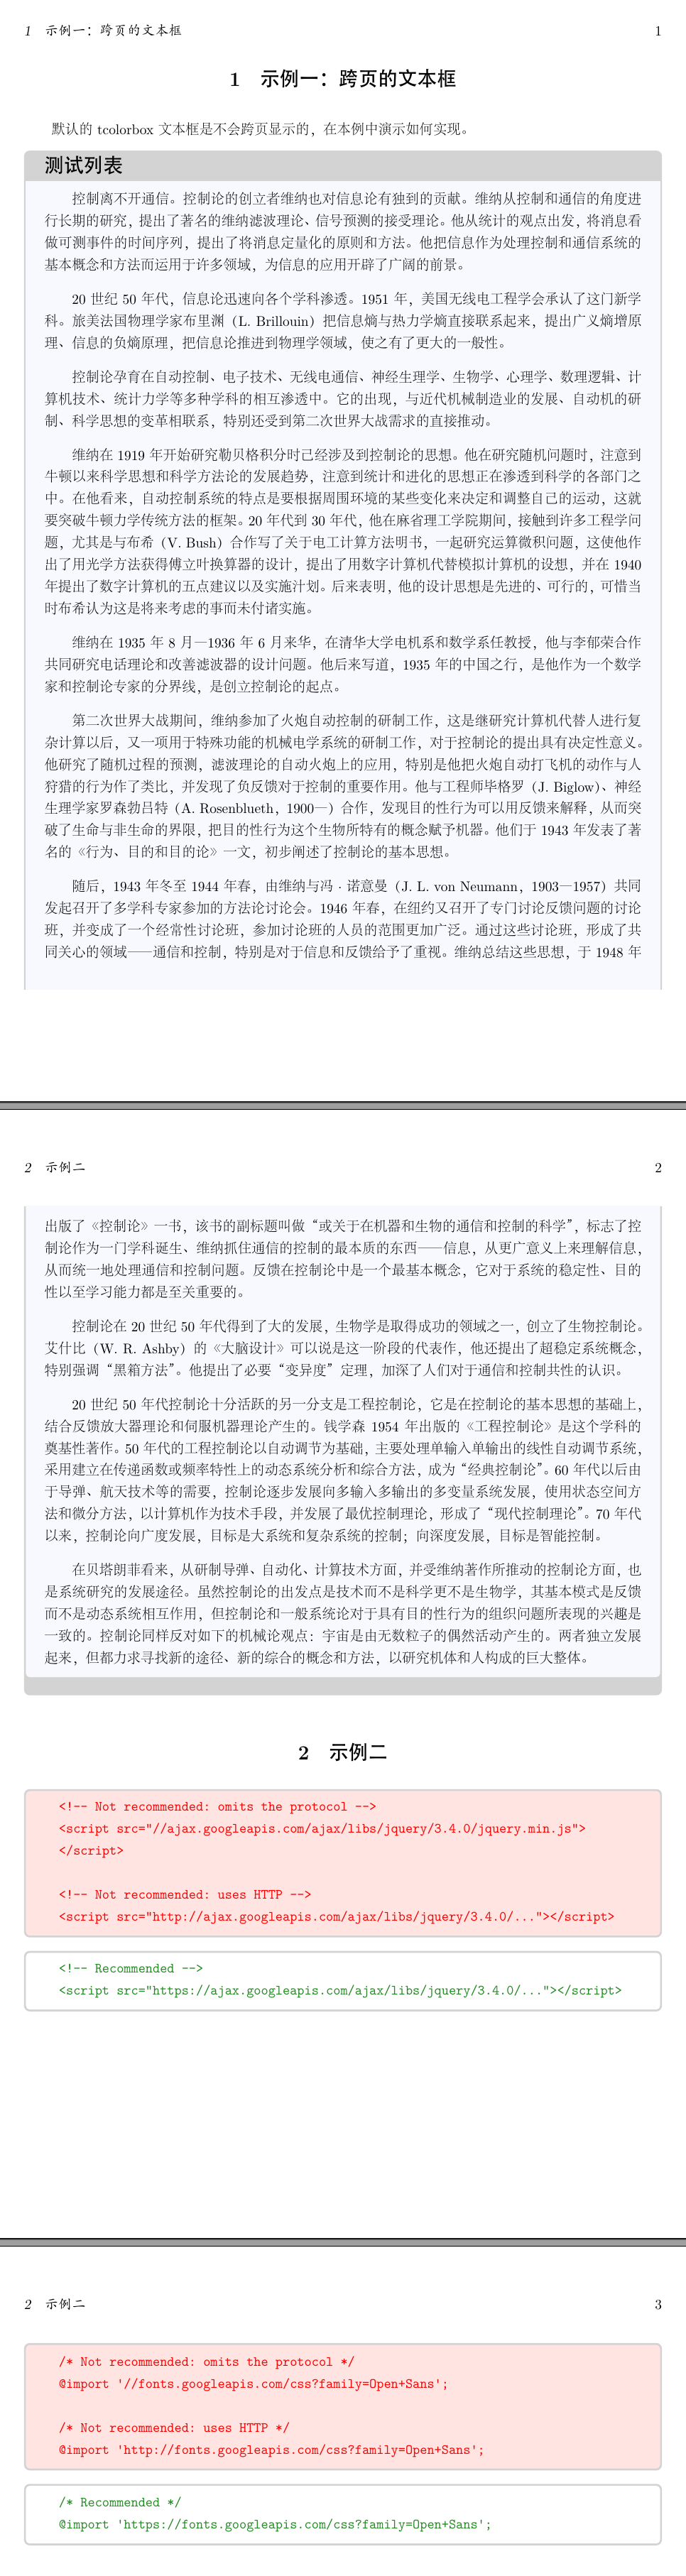 1 示例一：跨页的文本框 1
1 示例一：跨页的文本框
默认的 tcolorbox 文本框是不会跨页显示的，在本例中演示如何实现。
测试列表
控制离不开通信。控制论的创立者维纳也对信息论有独到的贡献。维纳从控制和通信的角度进
行长期的研究，提出了著名的维纳滤波理论、信号预测的接受理论。他从统计的观点出发，将消息看
做可测事件的时间序列，提出了将消息定量化的原则和方法。他把信息作为处理控制和通信系统的
基本概念和方法而运用于许多领域，为信息的应用开辟了广阔的前景。
20 世纪 50 年代，信息论迅速向各个学科渗透。1951 年，美国无线电工程学会承认了这门新学
科。旅美法国物理学家布里渊（L. Brillouin）把信息熵与热力学熵直接联系起来，提出广义熵增原
理、信息的负熵原理，把信息论推进到物理学领域，使之有了更大的一般性。
控制论孕育在自动控制、电子技术、无线电通信、神经生理学、生物学、心理学、数理逻辑、计
算机技术、统计力学等多种学科的相互渗透中。它的出现，与近代机械制造业的发展、自动机的研
制、科学思想的变革相联系，特别还受到第二次世界大战需求的直接推动。
维纳在 1919 年开始研究勒贝格积分时已经涉及到控制论的思想。他在研究随机问题时，注意到
牛顿以来科学思想和科学方法论的发展趋势，注意到统计和进化的思想正在渗透到科学的各部门之
中。在他看来，自动控制系统的特点是要根据周围环境的某些变化来决定和调整自己的运动，这就
要突破牛顿力学传统方法的框架。20 年代到 30 年代，他在麻省理工学院期间，接触到许多工程学问
题，尤其是与布希（V. Bush）合作写了关于电工计算方法明书，一起研究运算微积问题，这使他作
出了用光学方法获得傅立叶换算器的设计，提出了用数字计算机代替模拟计算机的设想，并在 1940
年提出了数字计算机的五点建议以及实施计划。后来表明，他的设计思想是先进的、可行的，可惜当
时布希认为这是将来考虑的事而未付诸实施。
维纳在 1935 年 8 月—1936 年 6 月来华，在清华大学电机系和数学系任教授，他与李郁荣合作
共同研究电话理论和改善滤波器的设计问题。他后来写道，1935 年的中国之行，是他作为一个数学
家和控制论专家的分界线，是创立控制论的起点。
第二次世界大战期间，维纳参加了火炮自动控制的研制工作，这是继研究计算机代替人进行复
杂计算以后，又一项用于特殊功能的机械电学系统的研制工作，对于控制论的提出具有决定性意义。
他研究了随机过程的预测，滤波理论的自动火炮上的应用，特别是他把火炮自动打飞机的动作与人
狩猎的行为作了类比，并发现了负反馈对于控制的重要作用。他与工程师毕格罗（J. Biglow）、神经
生理学家罗森勃吕特（A. Rosenblueth，1900—）合作，发现目的性行为可以用反馈来解释，从而突
破了生命与非生命的界限，把目的性行为这个生物所特有的概念赋予机器。他们于 1943 年发表了著
名的《行为、目的和目的论》一文，初步阐述了控制论的基本思想。
随后，1943 年冬至 1944 年春，由维纳与冯 · 诺意曼（J. L. von Neumann，1903—1957）共同
发起召开了多学科专家参加的方法论讨论会。1946 年春，在纽约又召开了专门讨论反馈问题的讨论
班，并变成了一个经常性讨论班，参加讨论班的人员的范围更加广泛。通过这些讨论班，形成了共
同关心的领域——通信和控制，特别是对于信息和反馈给予了重视。维纳总结这些思想，于 1948 年
2 示例二 2
出版了《控制论》一书，该书的副标题叫做“或关于在机器和生物的通信和控制的科学”，标志了控
制论作为一门学科诞生、维纳抓住通信的控制的最本质的东西——信息，从更广意义上来理解信息，
从而统一地处理通信和控制问题。反馈在控制论中是一个最基本概念，它对于系统的稳定性、目的
性以至学习能力都是至关重要的。
控制论在 20 世纪 50 年代得到了大的发展，生物学是取得成功的领域之一，创立了生物控制论。
艾什比（W. R. Ashby）的《大脑设计》可以说是这一阶段的代表作，他还提出了超稳定系统概念，
特别强调“黑箱方法”。他提出了必要“变异度”定理，加深了人们对于通信和控制共性的认识。
20 世纪 50 年代控制论十分活跃的另一分支是工程控制论，它是在控制论的基本思想的基础上，
结合反馈放大器理论和伺服机器理论产生的。钱学森 1954 年出版的《工程控制论》是这个学科的
奠基性著作。50 年代的工程控制论以自动调节为基础，主要处理单输入单输出的线性自动调节系统，
采用建立在传递函数或频率特性上的动态系统分析和综合方法，成为“经典控制论”。60 年代以后由
于导弹、航天技术等的需要，控制论逐步发展向多输入多输出的多变量系统发展，使用状态空间方
法和微分方法，以计算机作为技术手段，并发展了最优控制理论，形成了“现代控制理论”。70 年代
以来，控制论向广度发展，目标是大系统和复杂系统的控制；向深度发展，目标是智能控制。
在贝塔朗菲看来，从研制导弹、自动化、计算技术方面，并受维纳著作所推动的控制论方面，也
是系统研究的发展途径。虽然控制论的出发点是技术而不是科学更不是生物学，其基本模式是反馈
而不是动态系统相互作用，但控制论和一般系统论对于具有目的性行为的组织问题所表现的兴趣是
一致的。控制论同样反对如下的机械论观点：宇宙是由无数粒子的偶然活动产生的。两者独立发展
起来，但都力求寻找新的途径、新的综合的概念和方法，以研究机体和人构成的巨大整体。
2 示例二
<!-- Not recommended: omits the protocol -->
<script src="//ajax.googleapis.com/ajax/libs/jquery/3.4.0/jquery.min.js">
</script>
<!-- Not recommended: uses HTTP -->
<script src="http://ajax.googleapis.com/ajax/libs/jquery/3.4.0/..."></script>
<!-- Recommended -->
<script src="https://ajax.googleapis.com/ajax/libs/jquery/3.4.0/..."></script>
2 示例二 3
/* Not recommended: omits the protocol */
@import '//fonts.googleapis.com/css?family=Open+Sans';
/* Not recommended: uses HTTP */
@import 'http://fonts.googleapis.com/css?family=Open+Sans';
/* Recommended */
@import 'https://fonts.googleapis.com/css?family=Open+Sans';